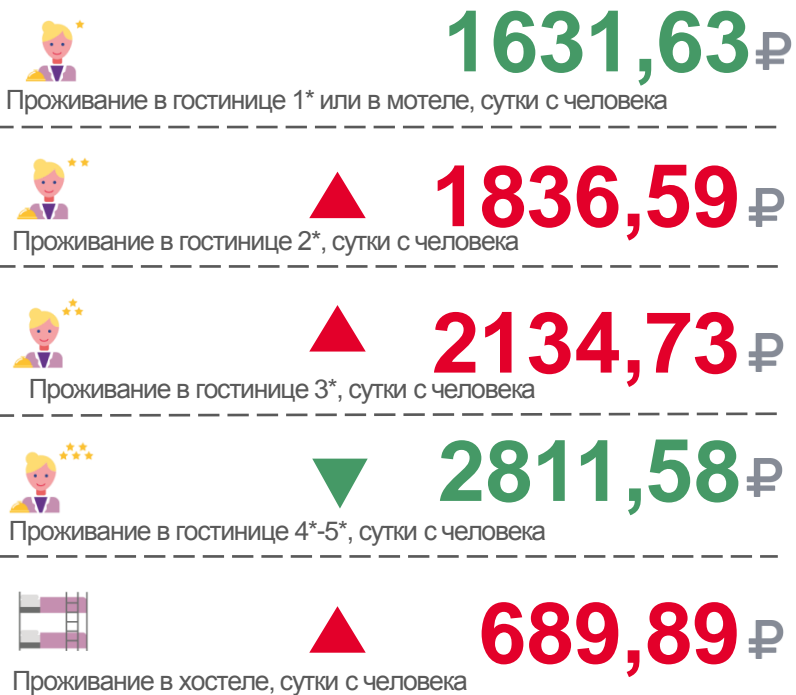 1631,63 ₽
Проживание в гостинице 1* или в мотеле, сутки с человека
1836,59 ₽
Проживание в гостинице 2*, сутки с человека
2134,73 ₽
Проживание в гостинице 3*, сутки с человека
2811,58 ₽
Проживание в гостинице 4*-5*, сутки с человека
689,89 ₽
Проживание в хостеле, сутки с человека